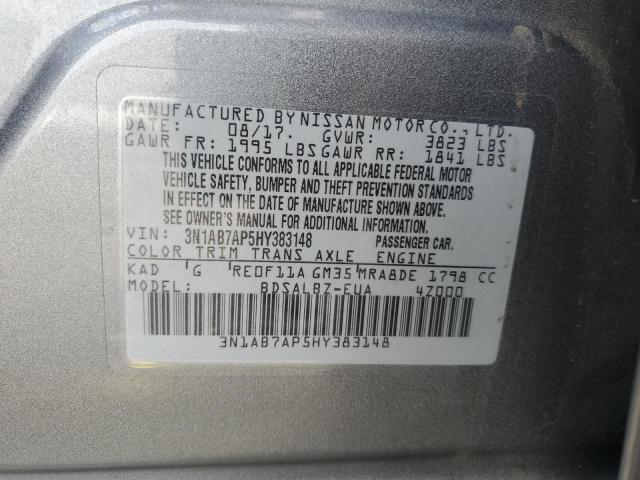 MANUFACTURED BY NISSAN MOTOR CO., LTD.
DATE: 08/17. GVWR: 3823 LBS
GAWR FR: 1995 LBS GAWR RR: 1841 LBS
THIS VEHICLE CONFORMS TO ALL APPLICABLE FEDERAL MOTOR
VEHICLE SAFETY, BUMPER AND THEFT PREVENTION STANDARDS
IN EFFECT ON THE DATE OF MANUFACTURE SHOWN ABOVE.
SEE OWNER'S MANUAL FOR ADDITIONAL INFORMATION.
VIN: 3N1AB7AP5HY383148 PASSENGER CAR.
COLOR TRIM TRANS AXLE ENGINE
KAD G RE0F11A GM35 MRA8DE 1798 CC
MODEL: BDSALBZ-EUA 4Z000
3N1AB7AP5HY383148